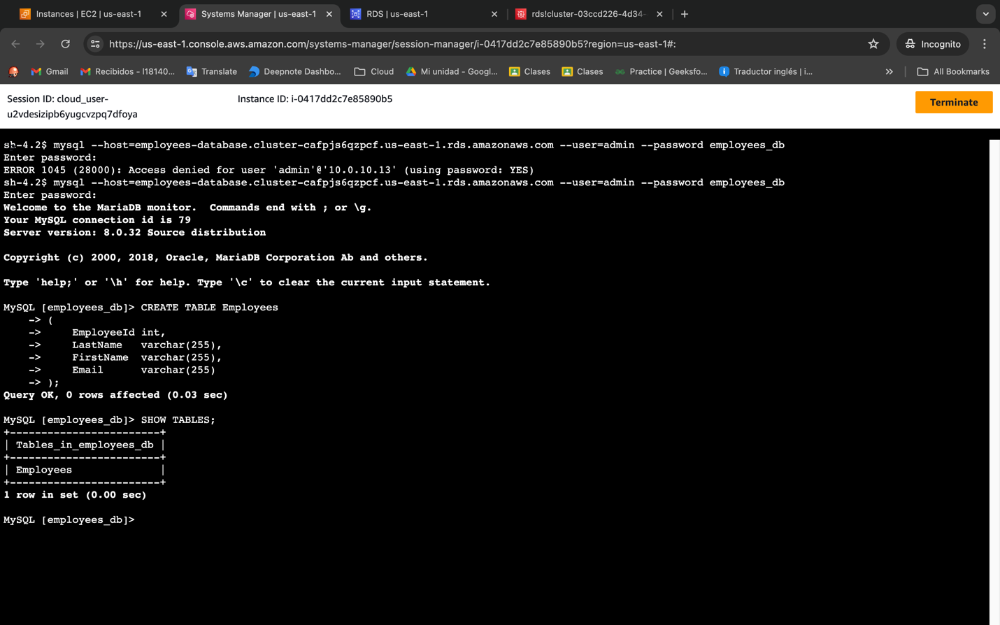 Instances | EC2 | us-east-1
Systems Manager | us-east-1
RDS | us-east-1
rds!cluster-03ccd226-4d34-
https://us-east-1.console.aws.amazon.com/systems-manager/session-manager/i-0417dd2c7e85890b5?region=us-east-1#:
Incognito
Gmail
Recibidos - l18140...
Translate
Deepnote Dashbo...
Cloud
Mi unidad - Googl...
Clases
Clases
Practice | Geeksfo...
Traductor inglés | i...
All Bookmarks
Session ID: cloud_user-
u2vdesizipb6yugcvzpq7dfoya
Instance ID: i-0417dd2c7e85890b5
Terminate
sh-4.2$ mysql --host=employees-database.cluster-cafpjs6qzpcf.us-east-1.rds.amazonaws.com --user=admin --password employees_db
Enter password:
ERROR 1045 (28000): Access denied for user 'admin'@'10.0.10.13' (using password: YES)
sh-4.2$ mysql --host=employees-database.cluster-cafpjs6qzpcf.us-east-1.rds.amazonaws.com --user=admin --password employees_db
Enter password:
Welcome to the MariaDB monitor.  Commands end with ; or \g.
Your MySQL connection id is 79
Server version: 8.0.32 Source distribution
Copyright (c) 2000, 2018, Oracle, MariaDB Corporation Ab and others.
Type 'help;' or '\h' for help. Type '\c' to clear the current input statement.
MySQL [employees_db]> CREATE TABLE Employees
    -> (
    ->     EmployeeId int,
    ->     LastName   varchar(255),
    ->     FirstName  varchar(255),
    ->     Email      varchar(255)
    -> );
Query OK, 0 rows affected (0.03 sec)
MySQL [employees_db]> SHOW TABLES;
+------------------------+
| Tables_in_employees_db |
+------------------------+
| Employees              |
+------------------------+
1 row in set (0.00 sec)
MySQL [employees_db]>